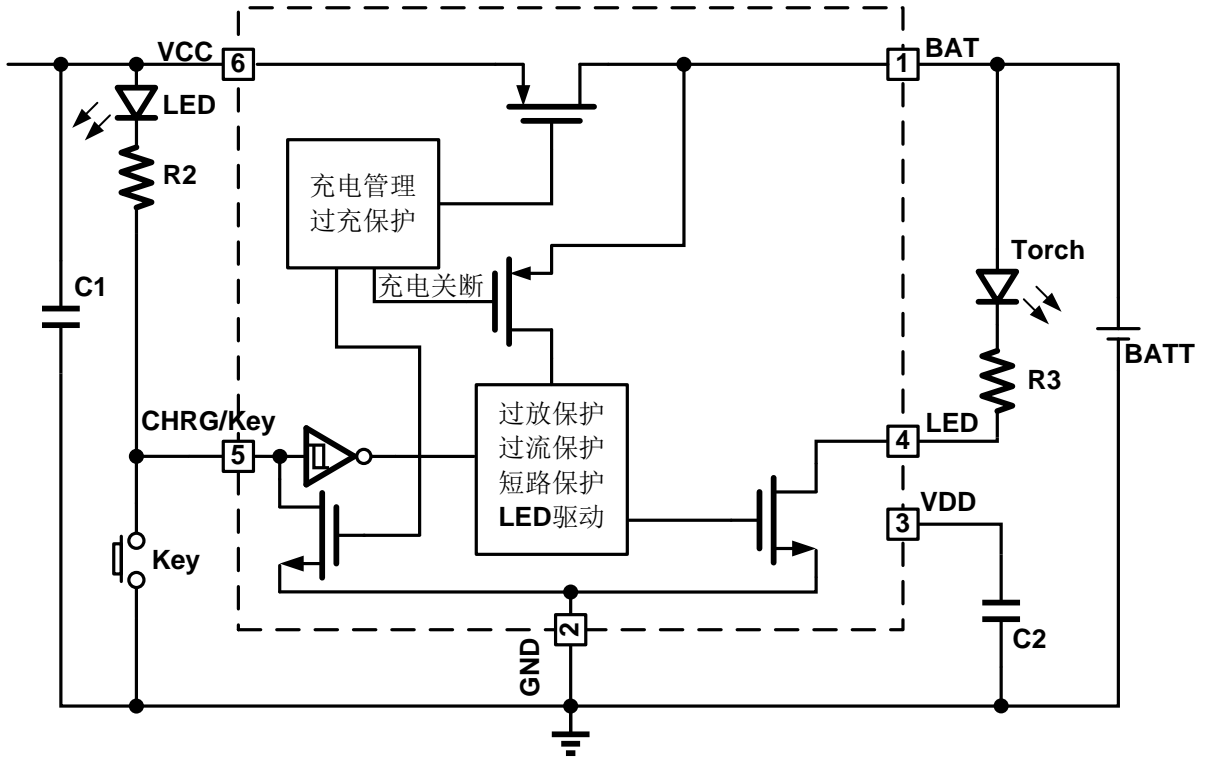 VCC
6
1
BAT
LED
R2
充电管理
过充保护
C1
充电关断
Torch
BATT
R3
CHRG/Key
5
过放保护
过流保护
短路保护
LED驱动
LED
4
VDD
3
Key
2
GND
C2